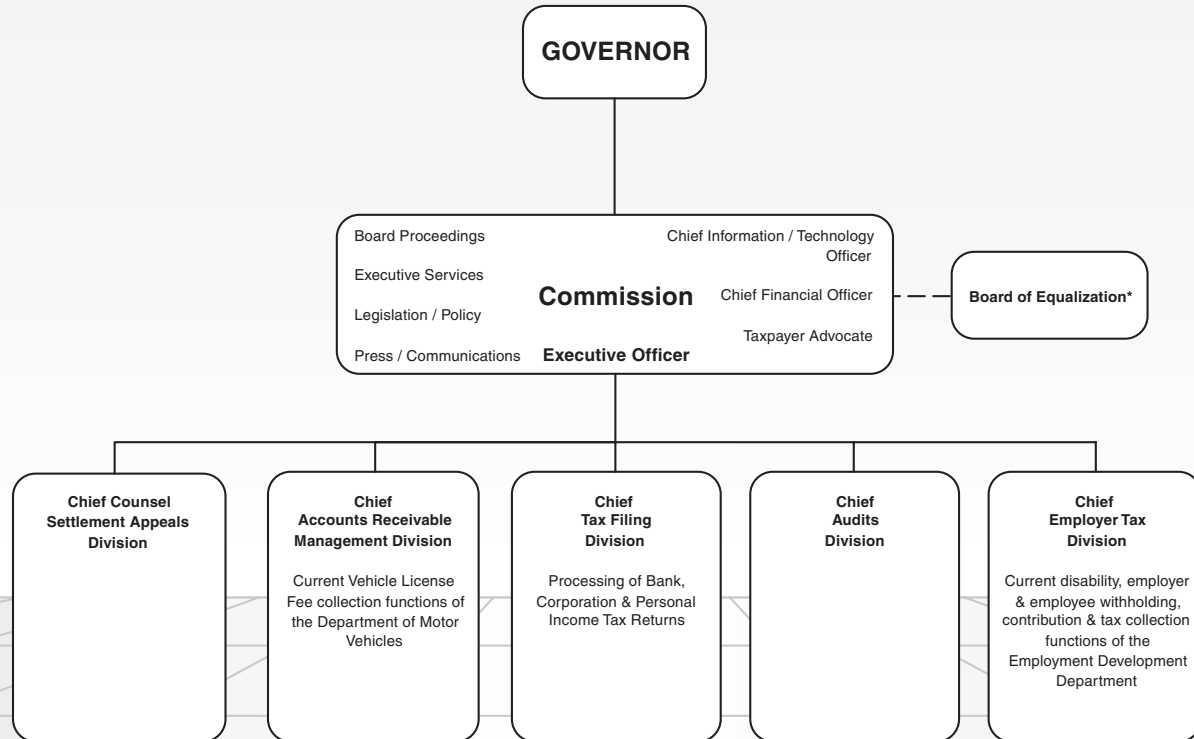 GOVERNOR
Board Proceedings
Executive Services
Legislation / Policy
Press / Communications
Commission
Executive Officer
Chief Information / Technology
Officer
Chief Financial Officer
Taxpayer Advocate
Board of Equalization*
Chief Counsel
Settlement Appeals
Division
Chief
Accounts Receivable
Management Division
Current Vehicle License
Fee collection functions of
the Department of Motor
Vehicles
Chief
Tax Filing
Division
Processing of Bank,
Corporation & Personal
Income Tax Returns
Chief
Audits
Division
Chief
Employer Tax
Division
Current disability, employer
& employee withholding,
contribution & tax collection
functions of the
Employment Development
Department